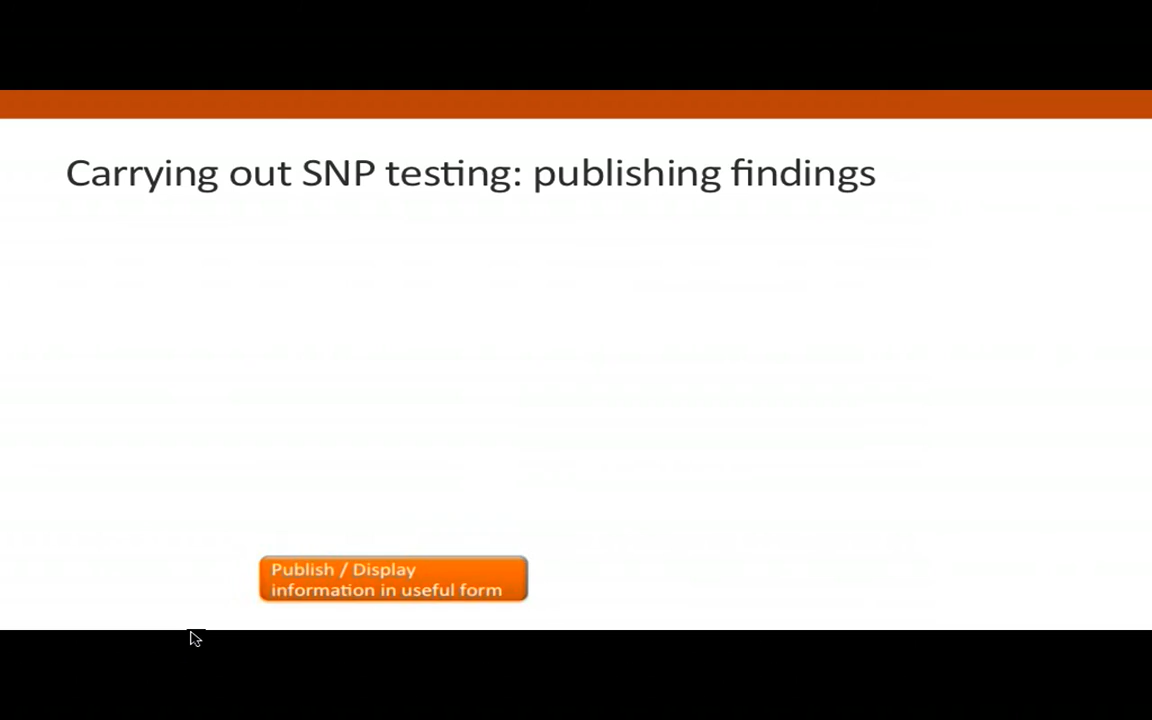 Carrying out SNP testing: publishing findings
Publish / Display
information in useful form